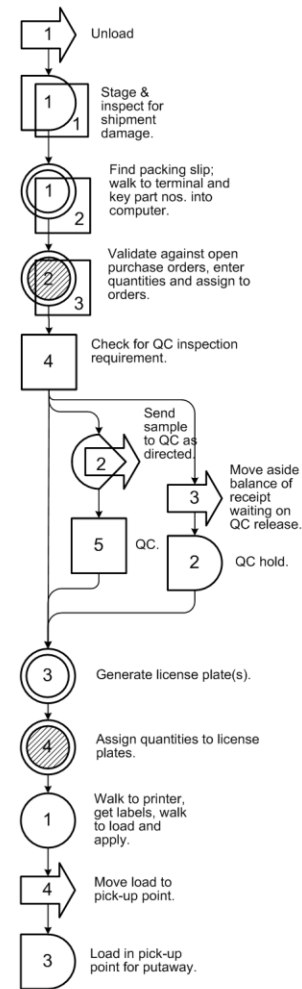 1
Unload
1
1
Stage &
inspect for
shipment
damage.
1
2
Find packing slip;
walk to terminal and
key part nos. into
computer.
2
3
Validate against open
purchase orders, enter
quantities and assign to
orders.
4
Check for QC inspection
requirement.
2
Send
sample
to QC as
directed.
3
Move aside
balance of
receipt
waiting on
QC release.
5
QC.
2
QC hold.
3
Generate license plate(s).
4
Assign quantities to license
plates.
1
Walk to printer,
get labels, walk
to load and
apply.
4
Move load to
pick-up point.
3
Load in pick-up
point for putaway.